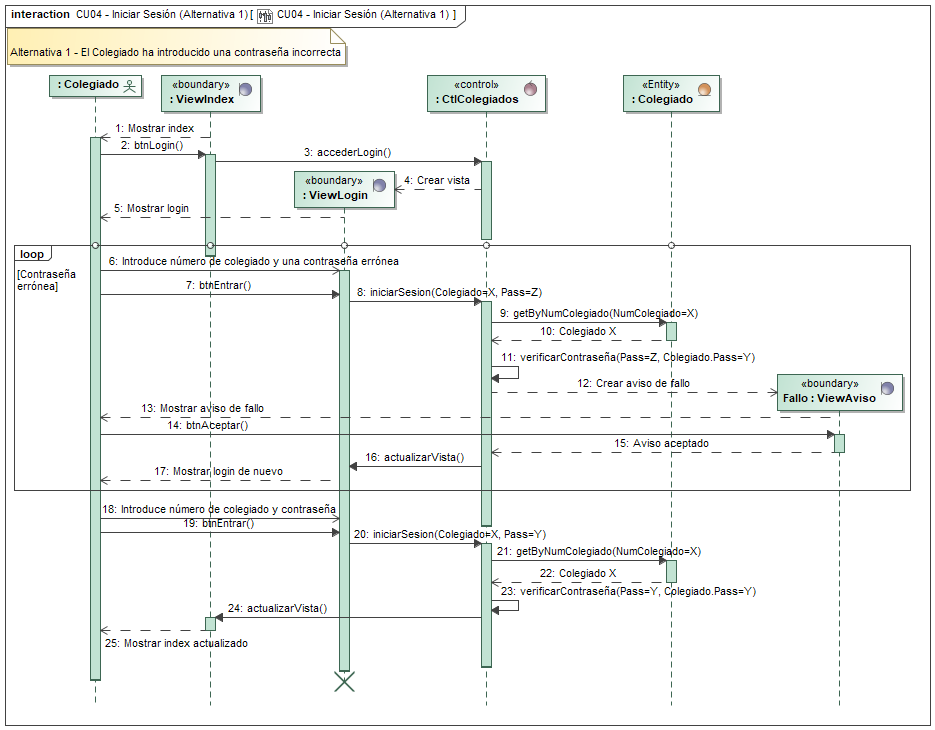 interaction CU04 - Iniciar Sesión (Alternativa 1) [ CU04 - Iniciar Sesión (Alternativa 1) ]
Alternativa 1 - El Colegiado ha introducido una contraseña incorrecta
: Colegiado
«boundary»
: ViewIndex
«control»
: CtlColegiados
«Entity»
: Colegiado
1: Mostrar index
2: btnLogin()
3: accederLogin()
«boundary»
: ViewLogin
4: Crear vista
5: Mostrar login
loop
[Contraseña
errónea]
6: Introduce número de colegiado y una contraseña errónea
7: btnEntrar()
8: iniciarSesion(Colegiado=X, Pass=Z)
9: getByNumColegiado(NumColegiado=X)
10: Colegiado X
11: verificarContraseña(Pass=Z, Colegiado.Pass=Y)
12: Crear aviso de fallo
«boundary»
Fallo : ViewAviso
13: Mostrar aviso de fallo
14: btnAceptar()
15: Aviso aceptado
16: actualizarVista()
17: Mostrar login de nuevo
18: Introduce número de colegiado y contraseña
19: btnEntrar()
20: iniciarSesion(Colegiado=X, Pass=Y)
21: getByNumColegiado(NumColegiado=X)
22: Colegiado X
23: verificarContraseña(Pass=Y, Colegiado.Pass=Y)
24: actualizarVista()
25: Mostrar index actualizado